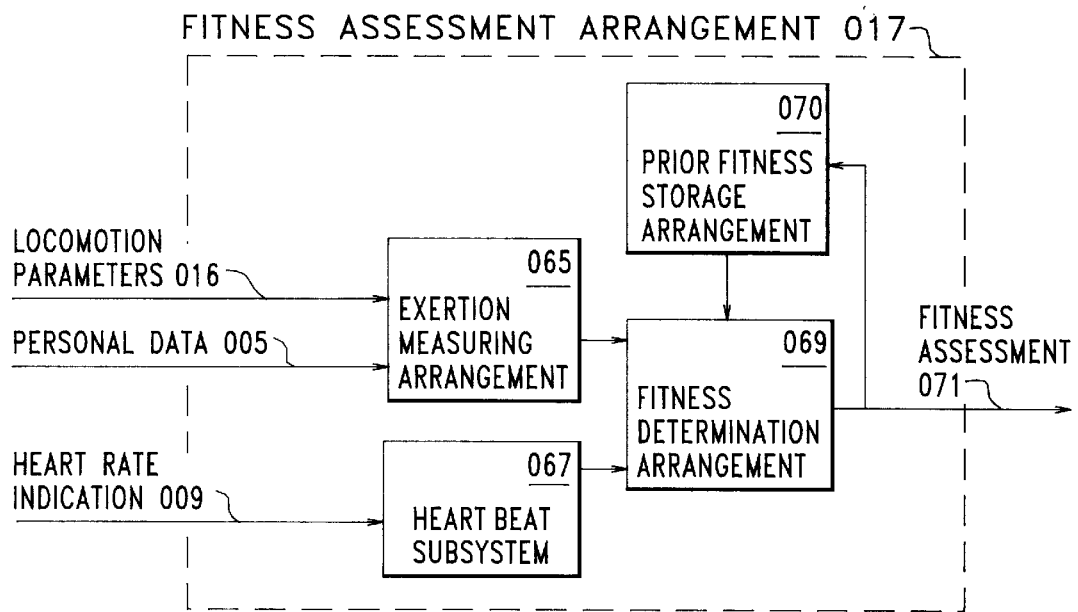 FITNESS ASSESSMENT ARRANGEMENT 017
070
PRIOR FITNESS
STORAGE
ARRANGEMENT
LOCOMOTION
PARAMETERS 016
PERSONAL DATA 005
065
EXERTION
MEASURING
ARRANGEMENT
069
FITNESS
DETERMINATION
ARRANGEMENT
FITNESS
ASSESSMENT
071
HEART RATE
INDICATION 009
067
HEART BEAT
SUBSYSTEM